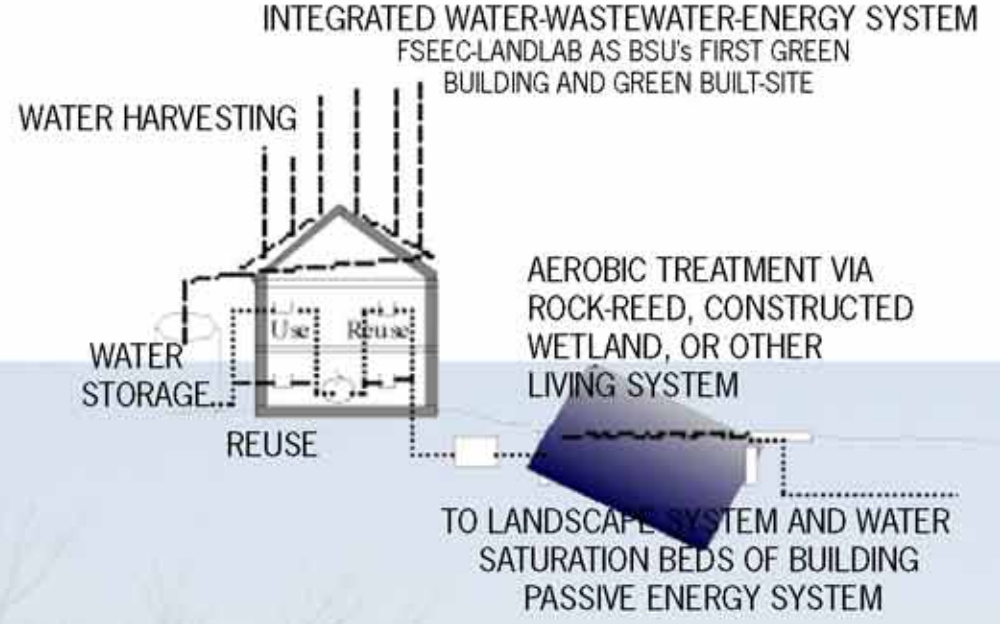 INTEGRATED WATER-WASTEWATER-ENERGY SYSTEM
FSEEC-LANDLAB AS BSU's FIRST GREEN
BUILDING AND GREEN BUILT-SITE
WATER HARVESTING
AEROBIC TREATMENT VIA
ROCK-REED, CONSTRUCTED
WETLAND, OR OTHER
LIVING SYSTEM
Use Reuse
WATER
STORAGE
REUSE
TO LANDSCAPE SYSTEM AND WATER
SATURATION BEDS OF BUILDING
PASSIVE ENERGY SYSTEM